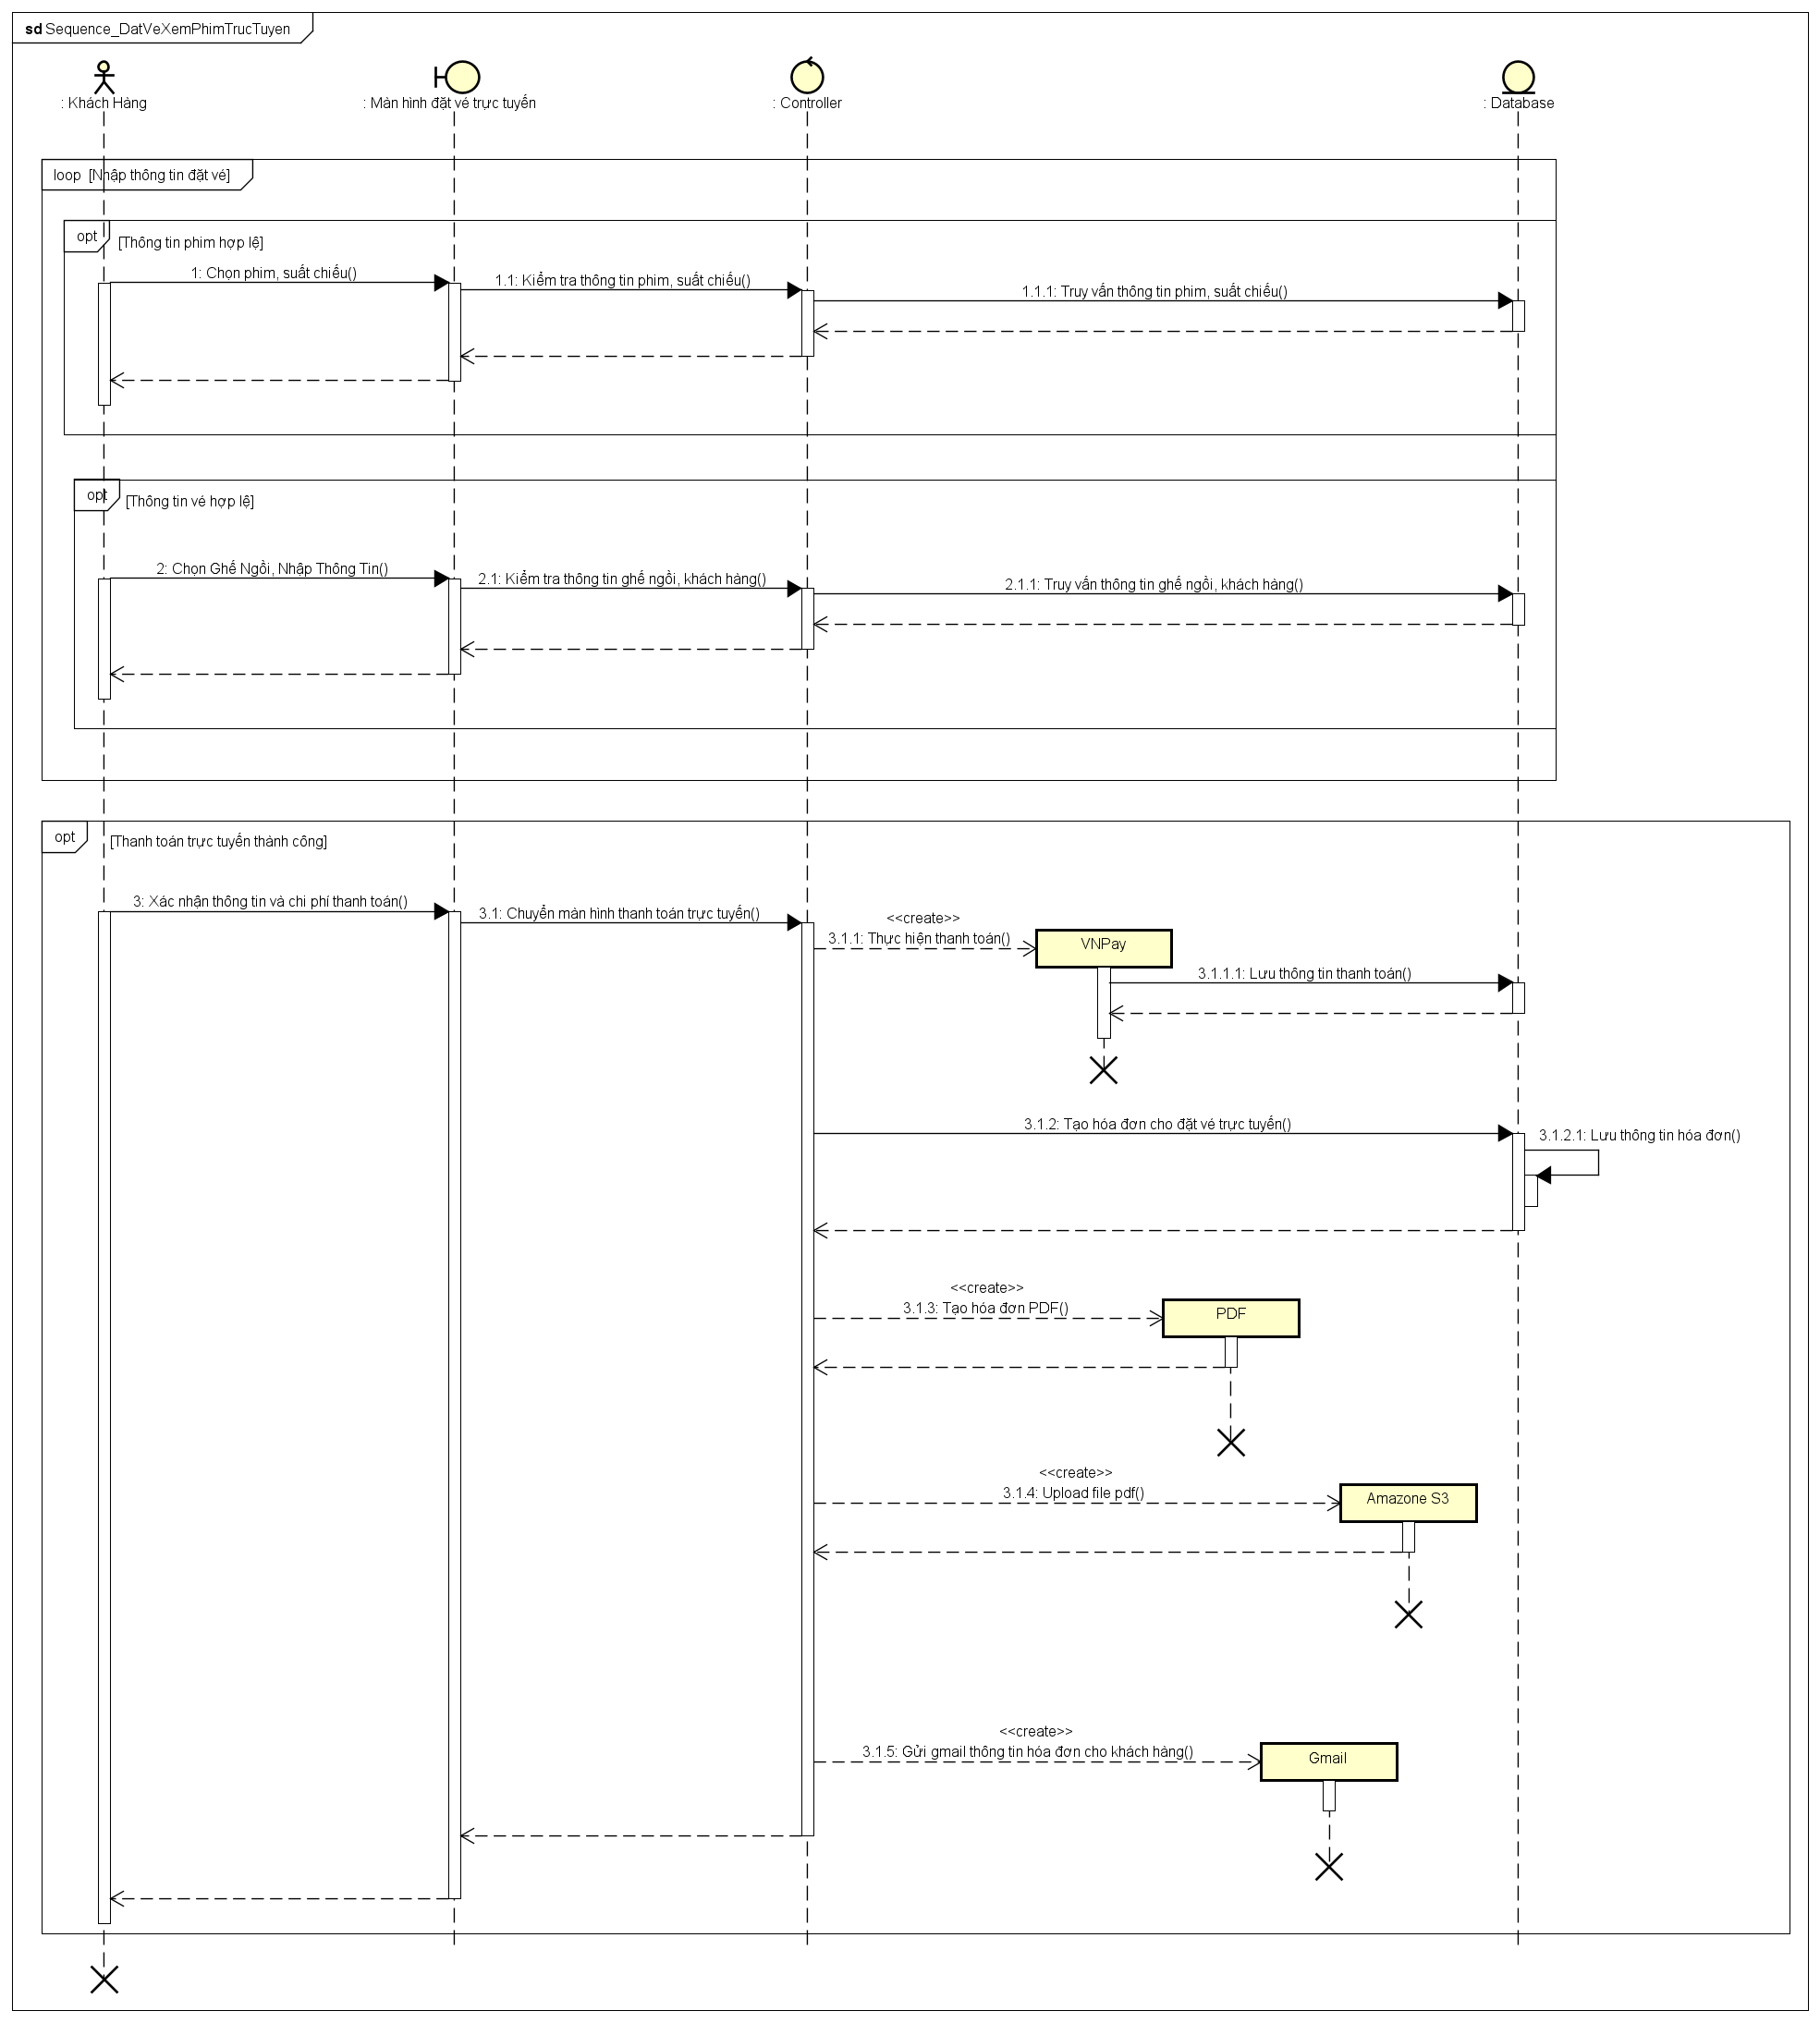 sd Sequence_DatVeXemPhimTrucTuyen
: Khách Hàng
: Màn hình đặt vé trực tuyến
: Controller
: Database
loop [Nhập thông tin đặt vé]
opt
[Thông tin phim hợp lệ]
1: Chọn phim, suất chiếu()
1.1: Kiểm tra thông tin phim, suất chiếu()
1.1.1: Truy vấn thông tin phim, suất chiếu()
opt
[Thông tin vé hợp lệ]
2: Chọn Ghế Ngồi, Nhập Thông Tin()
2.1: Kiểm tra thông tin ghế ngồi, khách hàng()
2.1.1: Truy vấn thông tin ghế ngồi, khách hàng()
opt
[Thanh toán trực tuyến thành công]
3: Xác nhận thông tin và chi phí thanh toán()
3.1: Chuyển màn hình thanh toán trực tuyến()
<<create>>
3.1.1: Thực hiện thanh toán()
VNPay
3.1.1.1: Lưu thông tin thanh toán()
3.1.2: Tạo hóa đơn cho đặt vé trực tuyến()
3.1.2.1: Lưu thông tin hóa đơn()
<<create>>
3.1.3: Tạo hóa đơn PDF()
PDF
<<create>>
3.1.4: Upload file pdf()
Amazone S3
<<create>>
3.1.5: Gửi gmail thông tin hóa đơn cho khách hàng()
Gmail